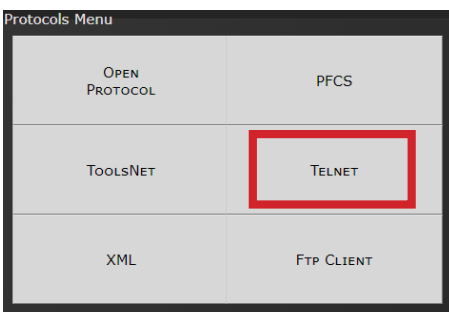 Protocols Menu
Open
Protocol
PFCS
ToolsNet
Telnet
XML
Ftp Client